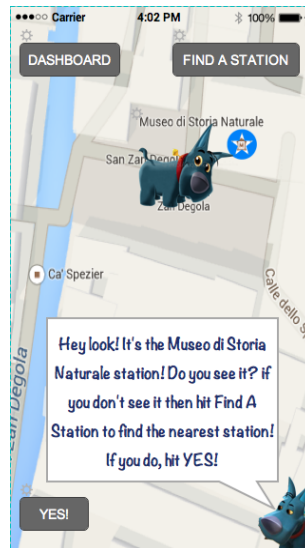 Carrier 4:02 PM 100%
DASHBOARD FIND A STATION
Museo di Storia Naturale
San Zan Degolà
Zan Degola
Ca' Spezier
Calle dello
Zan Degola
Hey look! It's the Museo di Storia
Naturale station! Do you see it? if
you don't see it then hit Find A
Station to find the nearest station!
If you do, hit YES!
YES!